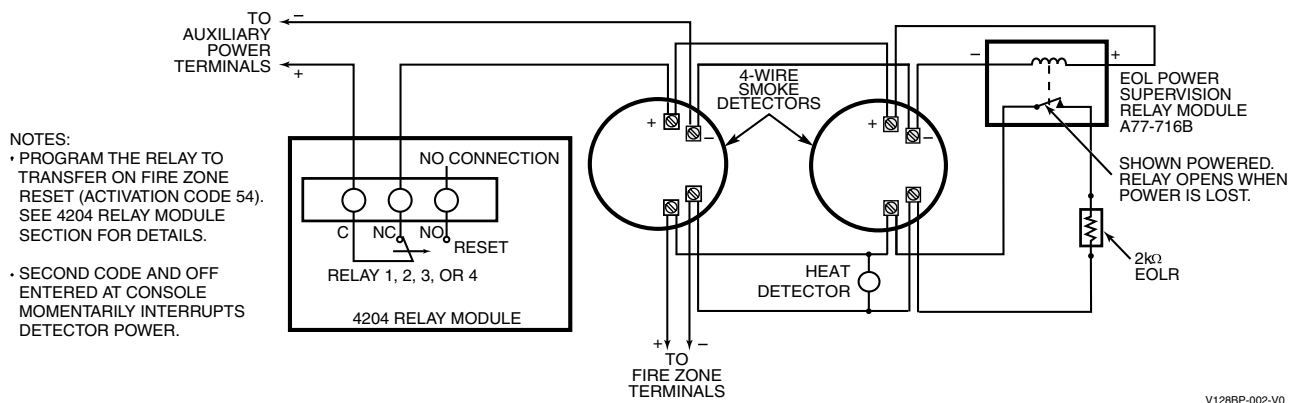 TO
AUXILIARY
POWER
TERMINALS
–
+
NOTES:
• PROGRAM THE RELAY TO
TRANSFER ON FIRE ZONE
RESET (ACTIVATION CODE 54).
SEE 4204 RELAY MODULE
SECTION FOR DETAILS.
• SECOND CODE AND OFF
ENTERED AT CONSOLE
MOMENTARILY INTERRUPTS
DETECTOR POWER.
NO CONNECTION
C
NC
NO
RESET
RELAY 1, 2, 3, OR 4
4204 RELAY MODULE
4-WIRE
SMOKE
DETECTORS
+
–
+
–
HEAT
DETECTOR
+
–
TO
FIRE ZONE
TERMINALS
–
+
EOL POWER
SUPERVISION
RELAY MODULE
A77-716B
SHOWN POWERED.
RELAY OPENS WHEN
POWER IS LOST.
2kΩ
EOLR
V128BP-002-V0